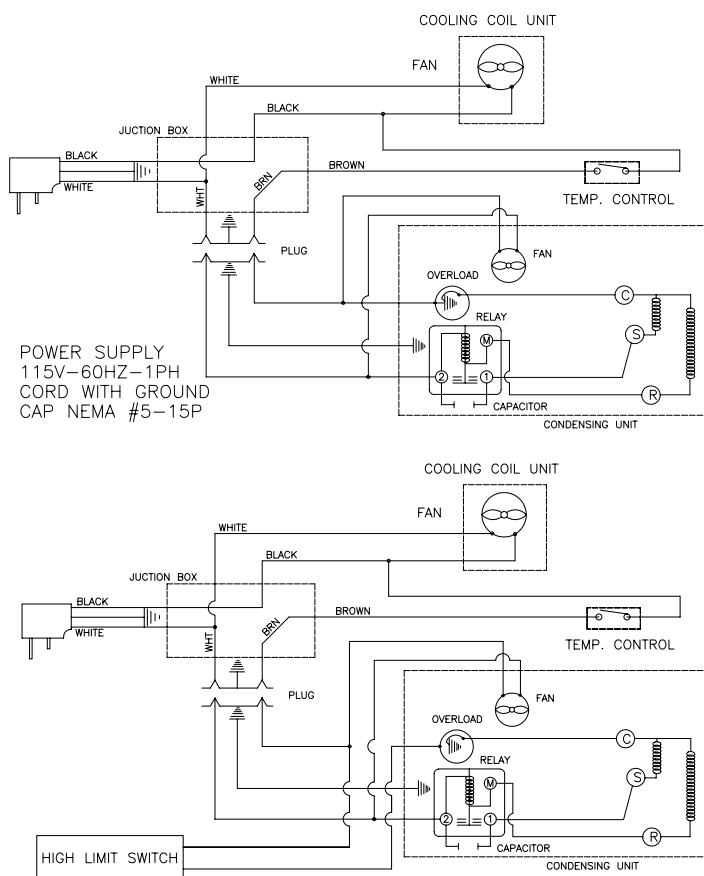 COOLING COIL UNIT
FAN
WHITE
BLACK
JUCTION BOX
BLACK
WHITE
BROWN
BRN
WHT
TEMP. CONTROL
PLUG
FAN
OVERLOAD
C
RELAY
M
S
2
1
R
CAPACITOR
CONDENSING UNIT
POWER SUPPLY
115V-60HZ-1PH
CORD WITH GROUND
CAP NEMA #5-15P
COOLING COIL UNIT
FAN
WHITE
BLACK
JUCTION BOX
BLACK
WHITE
BROWN
BRN
WHT
TEMP. CONTROL
PLUG
FAN
OVERLOAD
C
RELAY
M
S
2
1
R
CAPACITOR
CONDENSING UNIT
HIGH LIMIT SWITCH